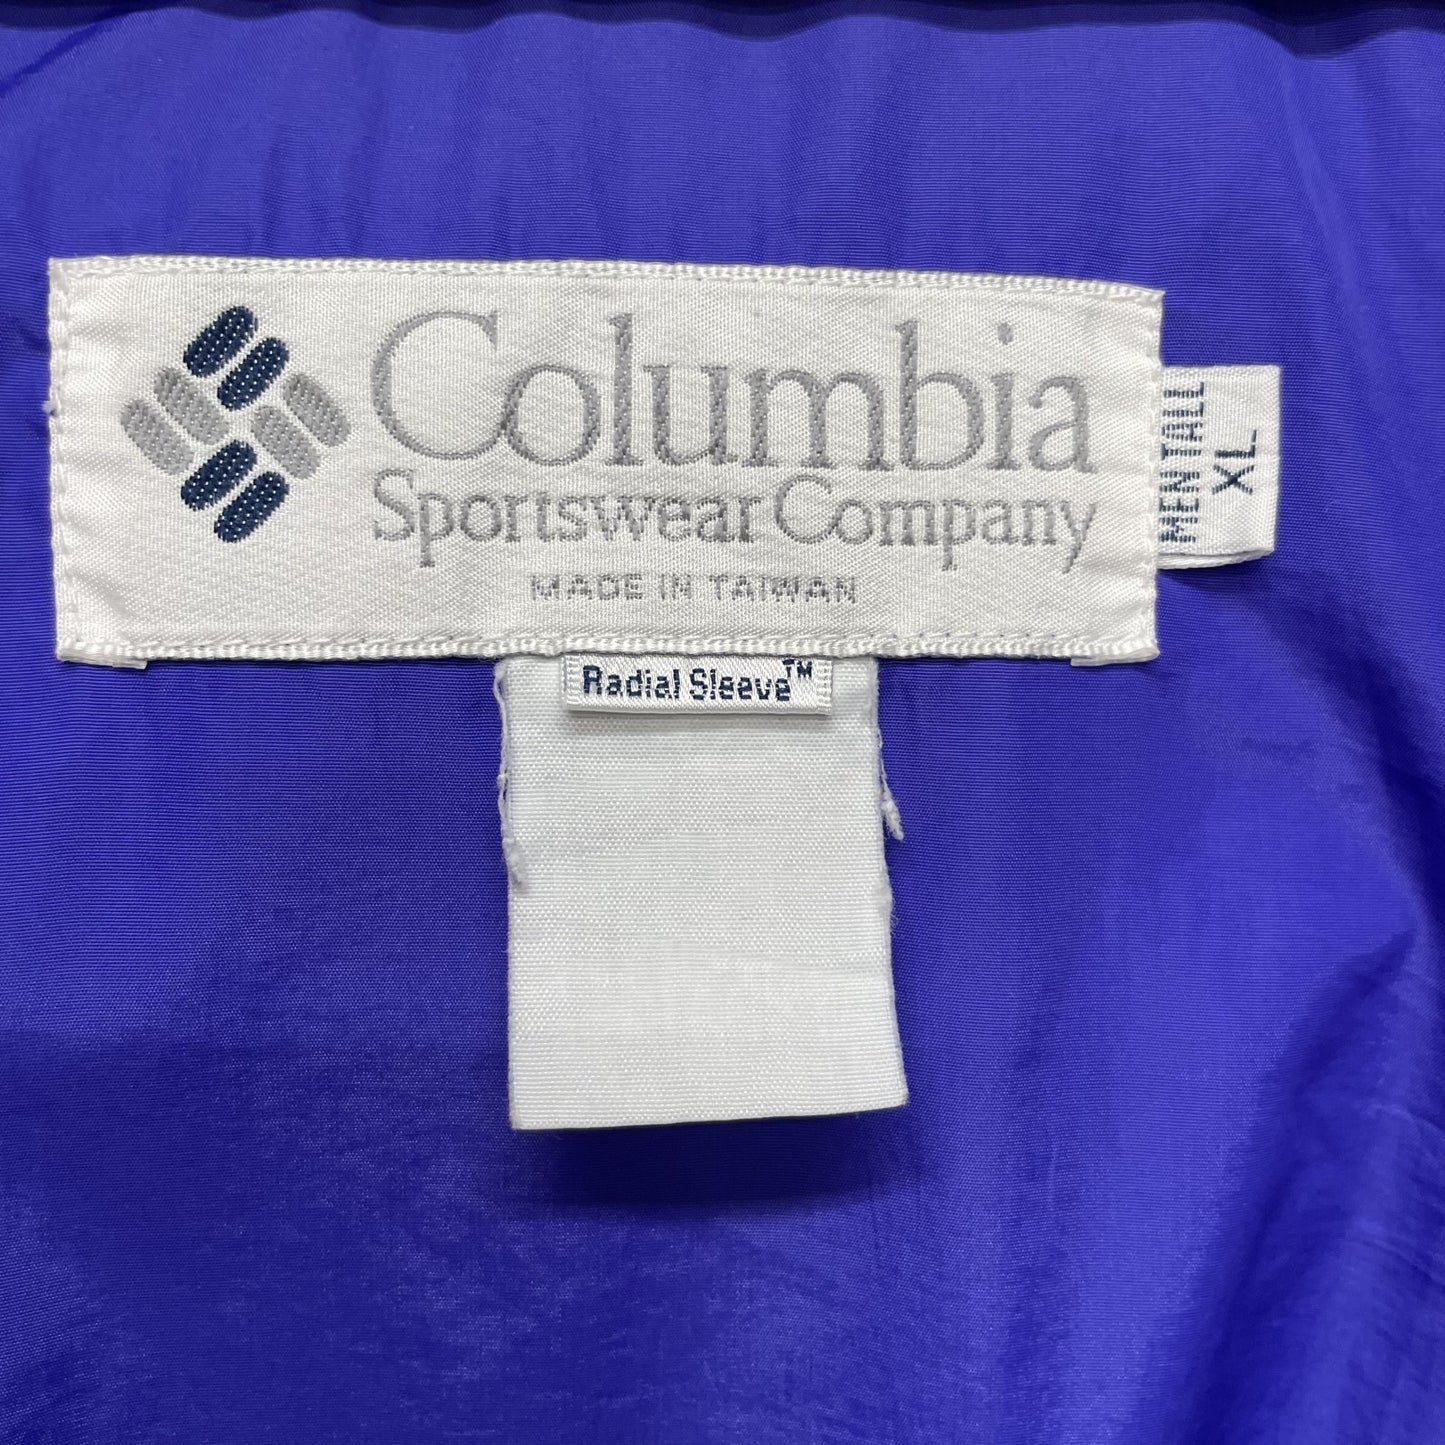 Columbia
Sportswear Company
MADE IN TAIWAN
Radial Sleeve™
MEN TALL
XL